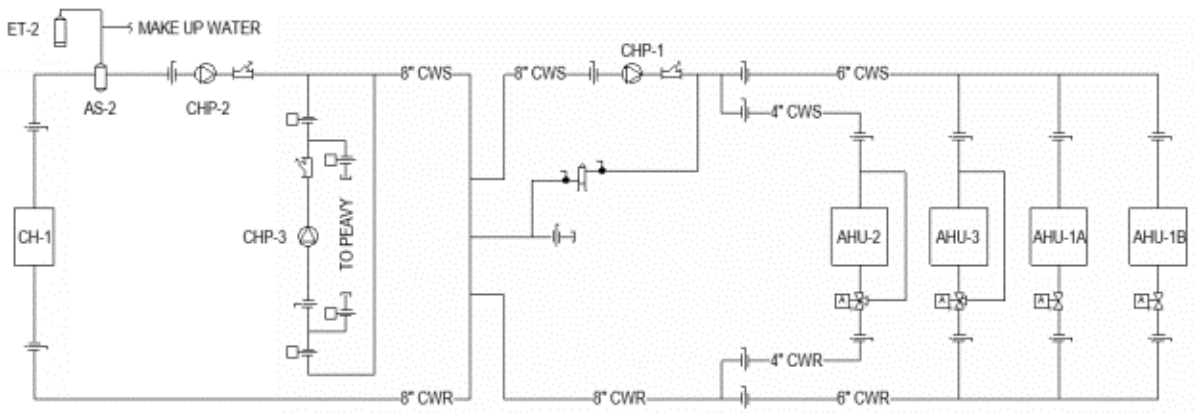 ET-2
MAKE UP WATER
AS-2
CHP-2
8" CWS
8" CWS
CHP-1
6" CWS
4" CWS
CH-1
CHP-3
TO PEAVY
AHU-2
AHU-3
AHU-1A
AHU-1B
A
A
A
A
4" CWR
8" CWR
8" CWR
6" CWR